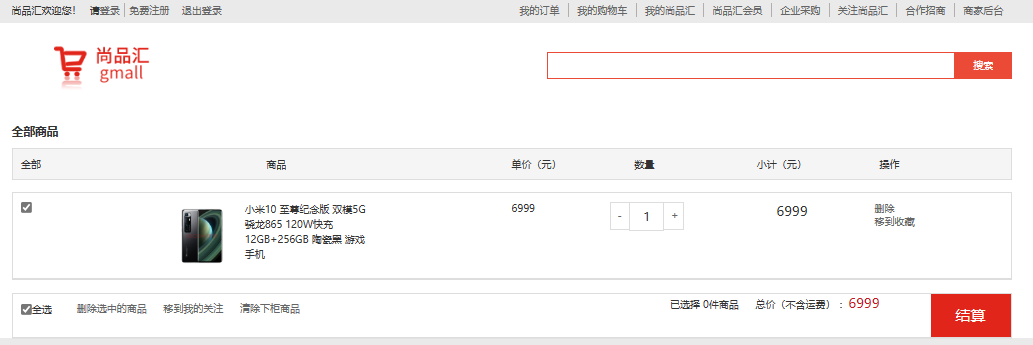 尚品汇欢迎您！ 请登录 免费注册 退出登录 我的订单 我的购物车 我的尚品汇 尚品汇会员 企业采购 关注尚品汇 合作招商 商家后台
尚品汇
gmall
搜索
全部商品
全部 商品 单价（元） 数量 小计（元） 操作
小米10 至尊纪念版 双模5G 6999 - 1 + 6999 删除
骁龙865 120W快充 移到收藏
12GB+256GB 陶瓷黑 游戏
手机
全选 删除选中的商品 移到我的关注 清除下柜商品 已选择 0件商品 总价（不含运费）：6999 结算